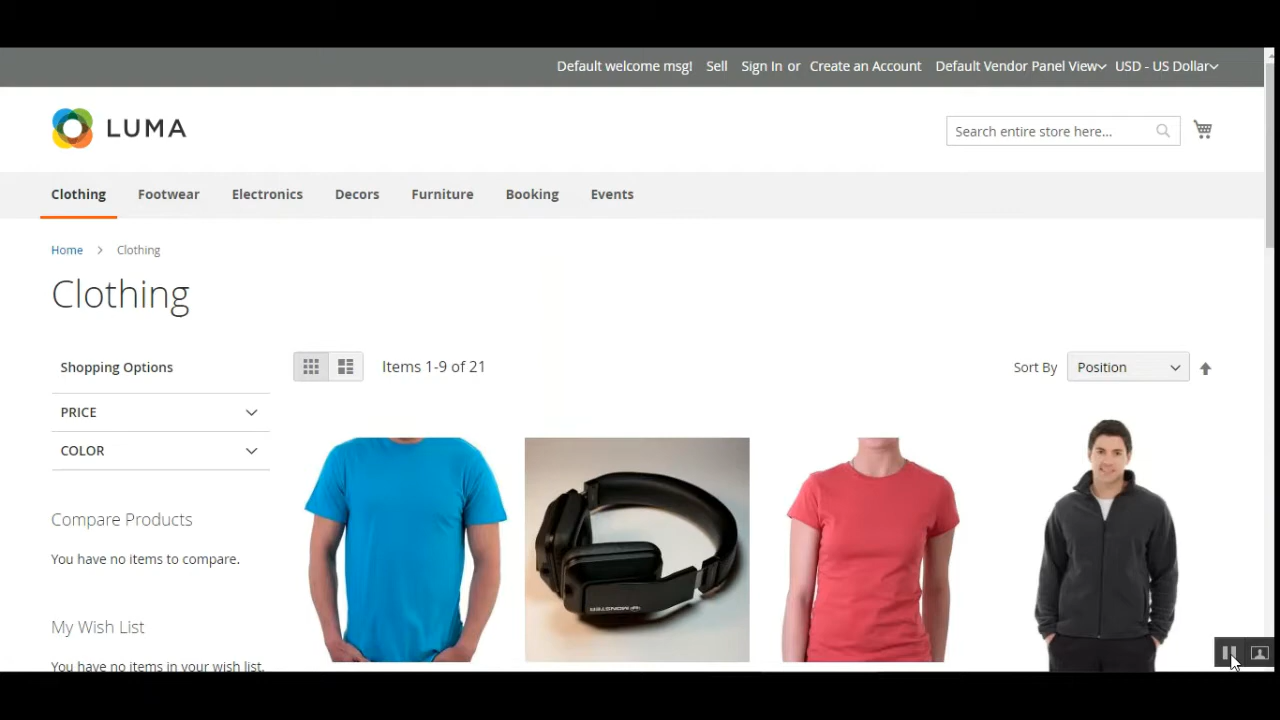 Default welcome msg! Sell Sign In or Create an Account Default Vendor Panel View USD - US Dollar
LUMA
Search entire store here...
Clothing Footwear Electronics Decors Furniture Booking Events
Home Clothing
Clothing
Shopping Options
Items 1-9 of 21
Sort By Position
PRICE
COLOR
Compare Products
You have no items to compare.
MONSTER
My Wish List
You have no items in your wish list.